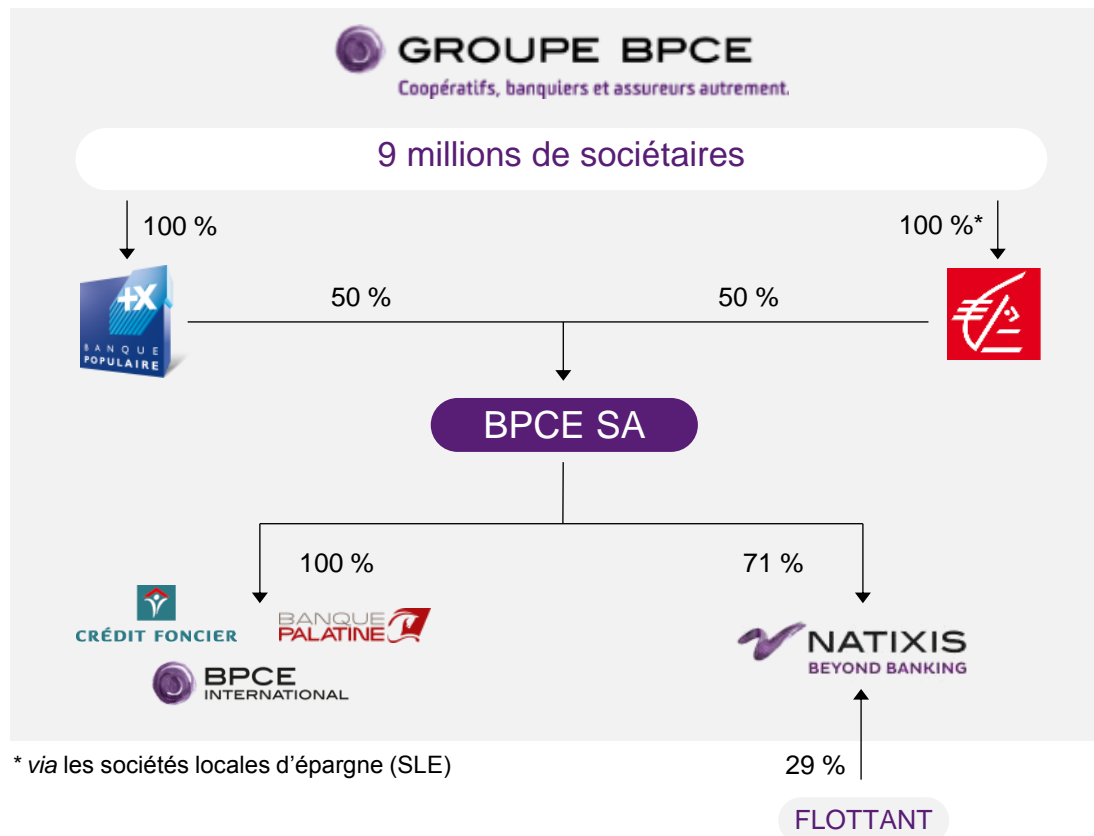 GROUPE BPCE
Coopératifs, banquiers et assureurs autrement.
9 millions de sociétaires
100 %
100 %*
50 %
50 %
+X
BANQUE
POPULAIRE
BPCE SA
100 %
71 %
CRÉDIT FONCIER
BANQUE
PALATINE
BPCE
INTERNATIONAL
NATIXIS
BEYOND BANKING
* via les sociétés locales d'épargne (SLE)
29 %
FLOTTANT